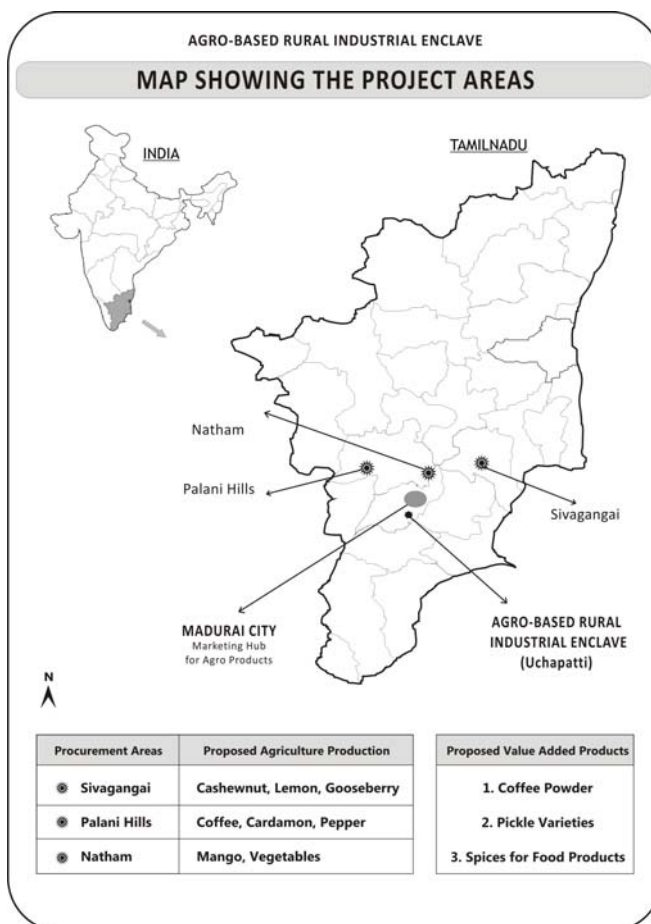 AGRO-BASED RURAL INDUSTRIAL ENCLAVE
MAP SHOWING THE PROJECT AREAS
INDIA
TAMILNADU
Natham
Palani Hills
Sivagangai
MADURAI CITY
Marketing Hub
for Agro Products
AGRO-BASED RURAL
INDUSTRIAL ENCLAVE
(Uchapatti)
N
Procurement Areas Proposed Agriculture Production
Sivagangai Cashewnut, Lemon, Gooseberry
Palani Hills Coffee, Cardamon, Pepper
Natham Mango, Vegetables
Proposed Value Added Products
1. Coffee Powder
2. Pickle Varieties
3. Spices for Food Products